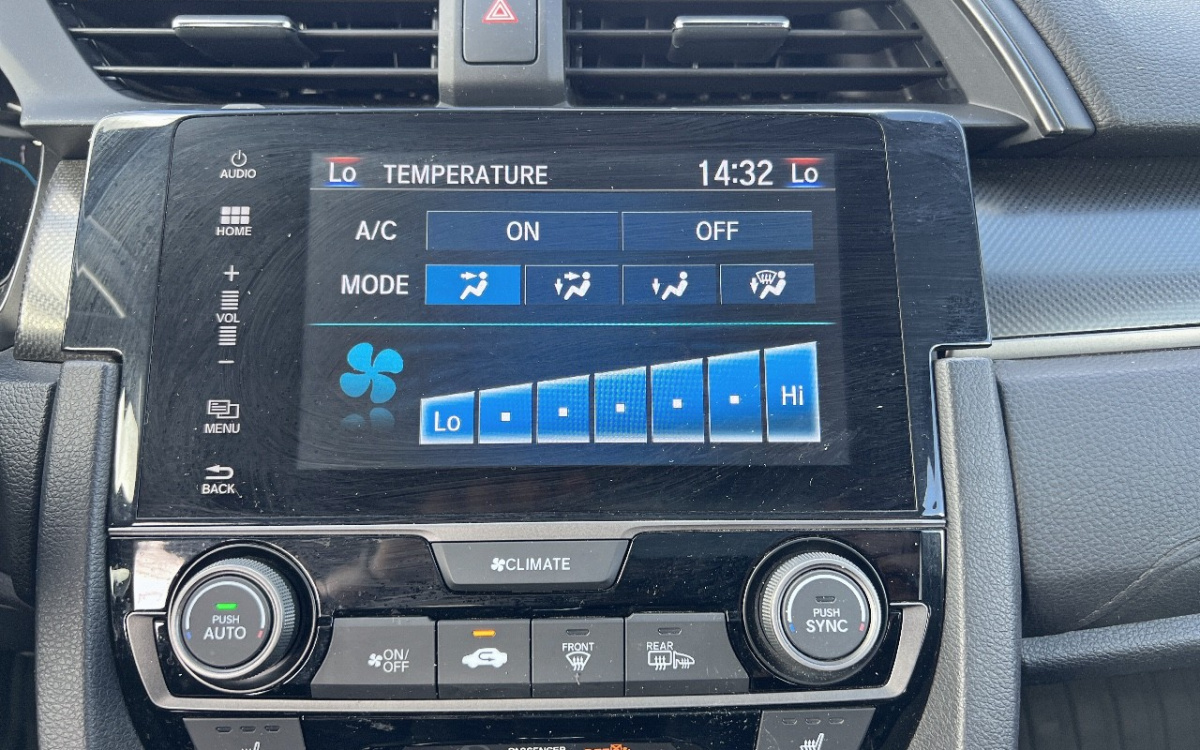 AUDIO
Lo TEMPERATURE 14:32 Lo
HOME
A/C ON OFF
+
MODE
VOL
-
MENU
Lo Hi
BACK
CLIMATE
PUSH
AUTO
PUSH
SYNC
ON/
OFF
FRONT
REAR
PASSENGER